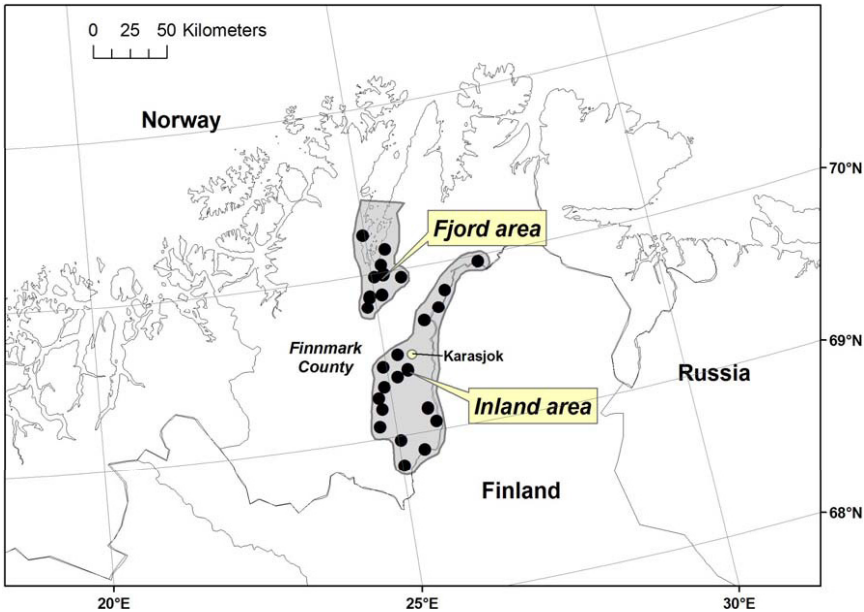 0 25 50 Kilometers
Norway
70°N
Fjord area
69°N
Finnmark
County
Karasjok
Russia
Inland area
Finland
68°N
20°E
25°E
30°E